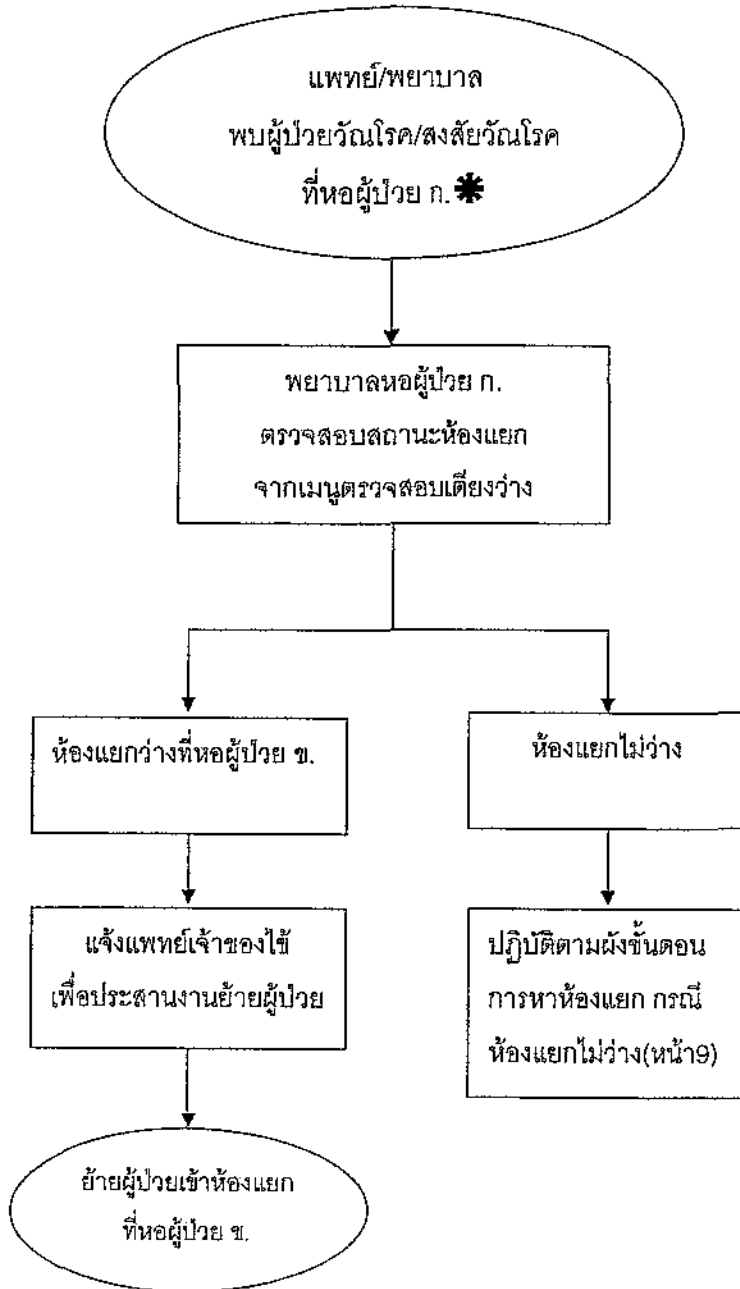 แพทย์/พยาบาล
พบผู้ป่วยวัณโรค/สงสัยวัณโรค
ที่หอผู้ป่วย ก.✱
พยาบาลหอผู้ป่วย ก.
ตรวจสอบสถานะห้องแยก
จากเมนูตรวจสอบเตียงว่าง
ห้องแยกว่างที่หอผู้ป่วย ข.
ห้องแยกไม่ว่าง
แจ้งแพทย์เจ้าของไข้
เพื่อประสานงานย้ายผู้ป่วย
ปฏิบัติตามผังขั้นตอน
การหาห้องแยก กรณี
ห้องแยกไม่ว่าง(หน้า9)
ย้ายผู้ป่วยเข้าห้องแยก
ที่หอผู้ป่วย ข.